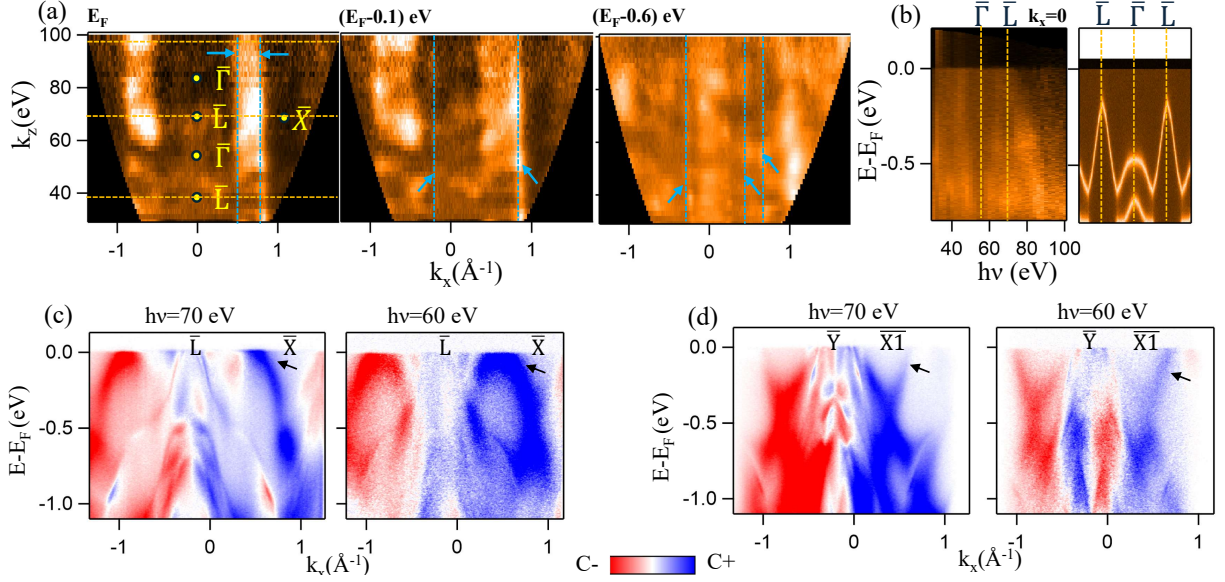 (a)
E_F
(E_F-0.1) eV
(E_F-0.6) eV
k_z(eV)
100
80
60
40
Γ̄
L̄
X̄
Γ̄
L̄
-1 0 1
-1 0 1
-1 0 1
k_x(Å⁻¹)
(b)
Γ̄ L̄ k_x=0
L̄ Γ̄ L̄
E-E_F (eV)
0.0
-0.5
40 60 80 100
hν (eV)
(c)
hν=70 eV
hν=60 eV
L̄ X̄
L̄ X̄
E-E_F (eV)
0.0
-0.5
-1.0
-1 0 1
-1 0 1
k_x(Å⁻¹)
C- C+
(d)
hν=70 eV
hν=60 eV
Y̅ X1̅
Y̅ X1̅
E-E_F (eV)
0.0
-0.5
-1.0
-1 0 1
-1 0 1
k_x(Å⁻¹)